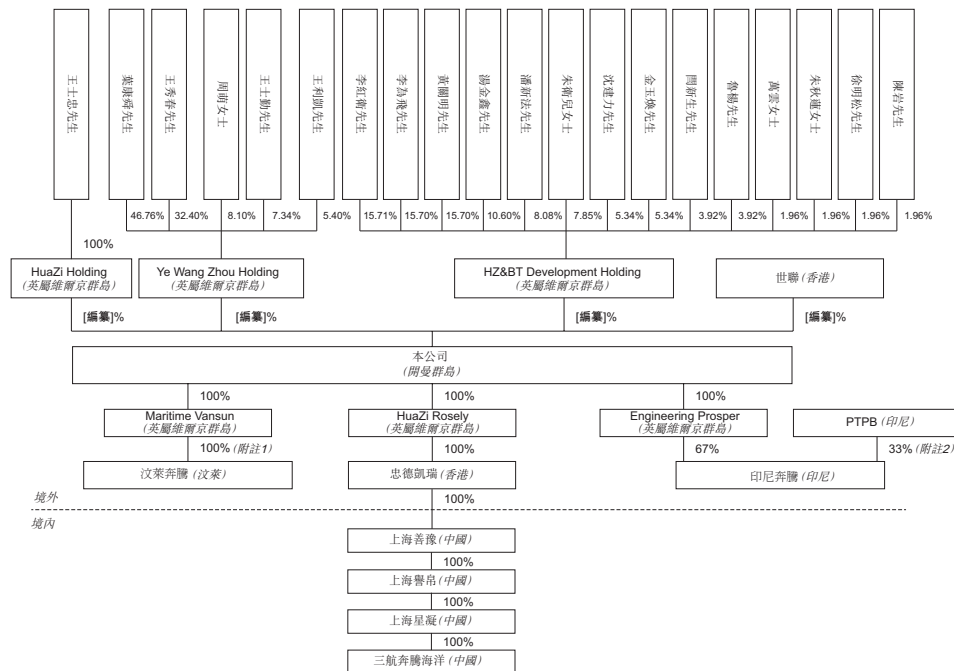 王士忠先生
葉康舜先生
王秀春先生
周萌女士
王士勤先生
王利凱先生
李紅衛先生
李為飛先生
黃關明先生
湯金鑫先生
潘新法先生
朱衛兒女士
沈建力先生
金玉煥先生
閆新生先生
魯楊先生
萬雲女士
朱秋蓮女士
徐明松先生
陳岩先生
46.76% 32.40% 8.10% 7.34% 5.40% 15.71% 15.70% 15.70% 10.60% 8.08% 7.85% 5.34% 5.34% 3.92% 3.92% 1.96% 1.96% 1.96% 1.96%
100%
HuaZi Holding
(英屬維爾京群島)
Ye Wang Zhou Holding
(英屬維爾京群島)
HZ&BT Development Holding
(英屬維爾京群島)
世聯(香港)
[編纂]% [編纂]% [編纂]% [編纂]%
本公司
(開曼群島)
100% 100% 100%
Maritime Vansun
(英屬維爾京群島)
HuaZi Rosely
(英屬維爾京群島)
Engineering Prosper
(英屬維爾京群島)
PTPB (印尼)
100% (附註1) 100% 67% 33% (附註2)
汶萊奔騰(汶萊) 忠德凱瑞(香港) 印尼奔騰(印尼)
境外
100%
境內
上海善豫(中國)
100%
上海譽帛(中國)
100%
上海星凝(中國)
100%
三航奔騰海洋(中國)